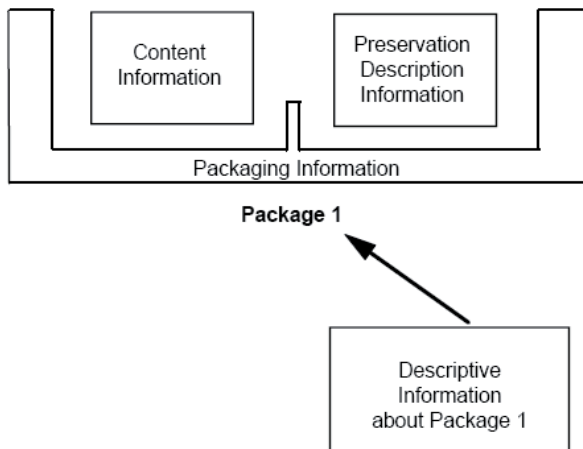 Content
Information
Preservation
Description
Information
Packaging Information
Package 1
Descriptive
Information
about Package 1